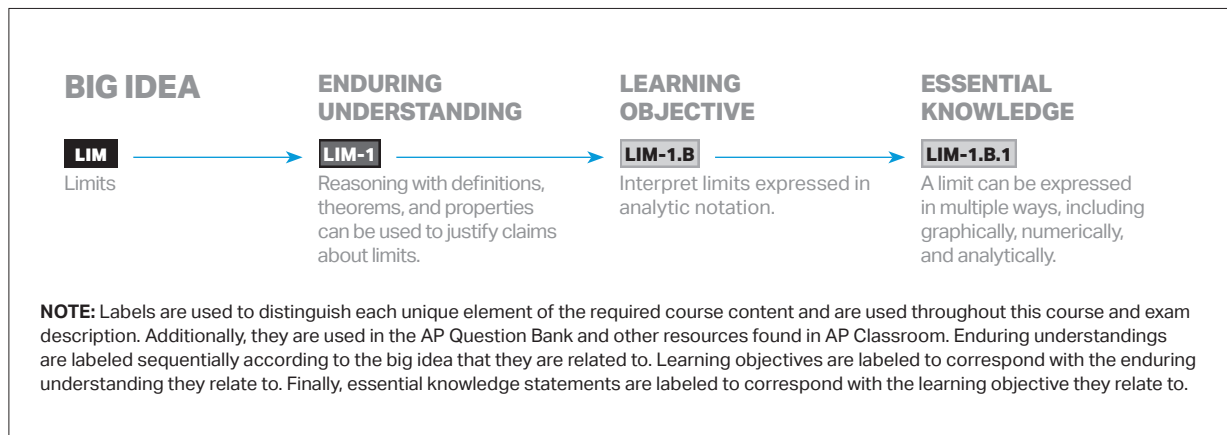 BIG IDEA
LIM
Limits
ENDURING
UNDERSTANDING
LIM-1
Reasoning with definitions,
theorems, and properties
can be used to justify claims
about limits.
LEARNING
OBJECTIVE
LIM-1.B
Interpret limits expressed in
analytic notation.
ESSENTIAL
KNOWLEDGE
LIM-1.B.1
A limit can be expressed
in multiple ways, including
graphically, numerically,
and analytically.
NOTE: Labels are used to distinguish each unique element of the required course content and are used throughout this course and exam
description. Additionally, they are used in the AP Question Bank and other resources found in AP Classroom. Enduring understandings
are labeled sequentially according to the big idea that they are related to. Learning objectives are labeled to correspond with the enduring
understanding they relate to. Finally, essential knowledge statements are labeled to correspond with the learning objective they relate to.